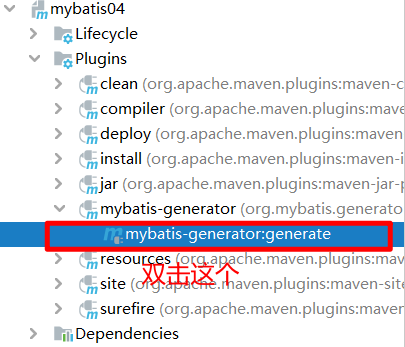 mybatis04
Lifecycle
Plugins
clean (org.apache.maven.plugins:maven-c
compiler (org.apache.maven.plugins:mave
deploy (org.apache.maven.plugins:maven-
install (org.apache.maven.plugins:maven-i
jar (org.apache.maven.plugins:maven-jar-p
mybatis-generator (org.mybatis.generato
mybatis-generator:generate
resources (org.apache.maven.plugins:mav
双击这个
site (org.apache.maven.plugins:maven-site
surefire (org.apache.maven.plugins:maven
Dependencies